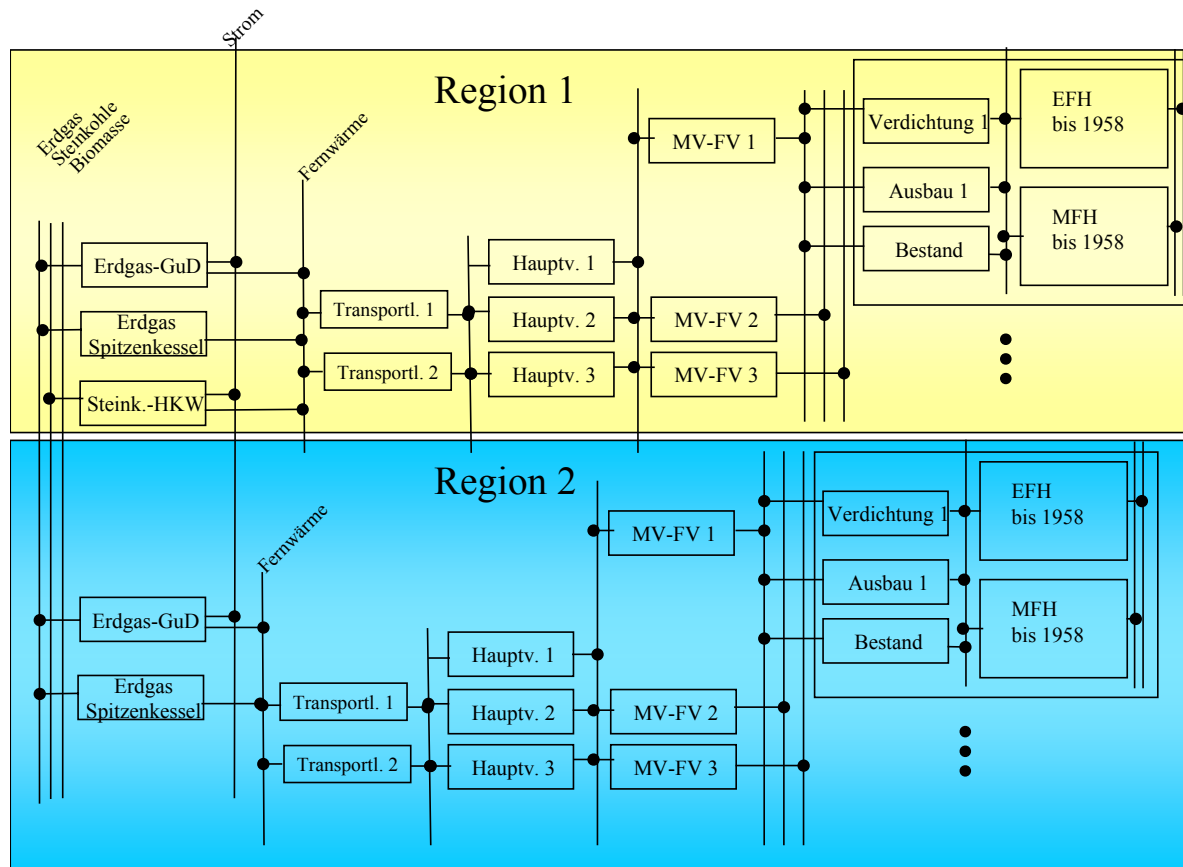 Strom
Region 1
Erdgas
Steinkohle
Biomasse
Fernwärme
EFH
bis 1958
Verdichtung 1
MV-FV 1
Ausbau 1
MFH
bis 1958
Bestand
Erdgas-GuD
Hauptv. 1
Transportl. 1
Hauptv. 2
MV-FV 2
Erdgas
Spitzenkessel
Transportl. 2
Hauptv. 3
MV-FV 3
Steink.-HKW
Region 2
EFH
bis 1958
Verdichtung 1
MV-FV 1
Fernwärme
Ausbau 1
MFH
bis 1958
Erdgas-GuD
Bestand
Hauptv. 1
Erdgas
Spitzenkessel
Transportl. 1
Hauptv. 2
MV-FV 2
Transportl. 2
Hauptv. 3
MV-FV 3